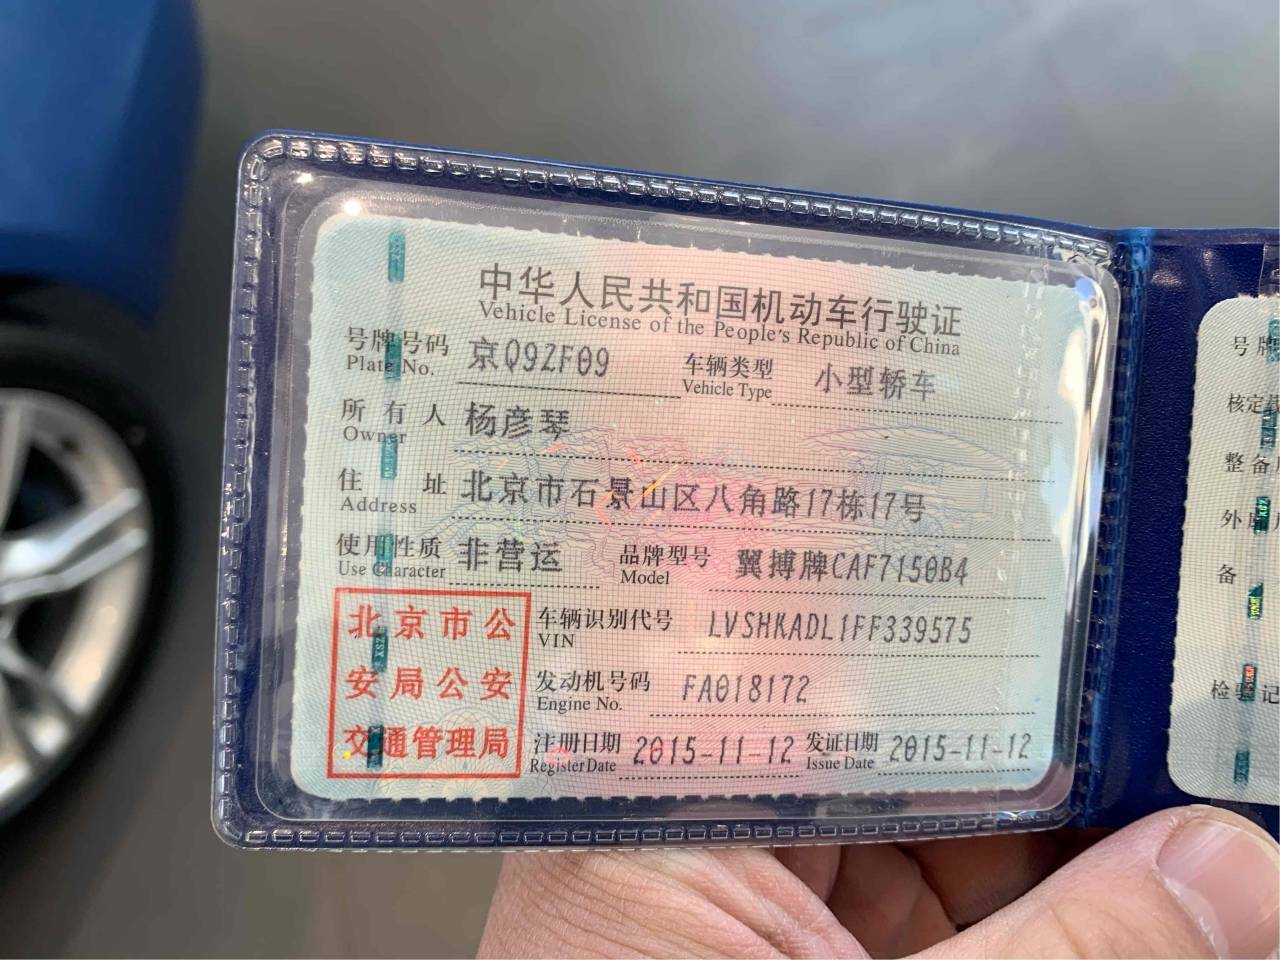 中华人民共和国机动车行驶证
Vehicle License of the People's Republic of China
号牌号码 京Q9ZF09 车辆类型 小型轿车
Plate No. Vehicle Type
所有人 杨彦琴
Owner
住址 北京市石景山区八角路17栋17号
Address
使用性质 非营运 品牌型号 翼搏牌CAF7150B4
Use Character Model
北京市公
安局公安
交通管理局
车辆识别代号 LVSHKADL1FF339575
VIN
发动机号码 FA018172
Engine No.
注册日期 2015-11-12 发证日期 2015-11-12
Register Date Issue Date
号牌
核定
整备
外
备
检验记